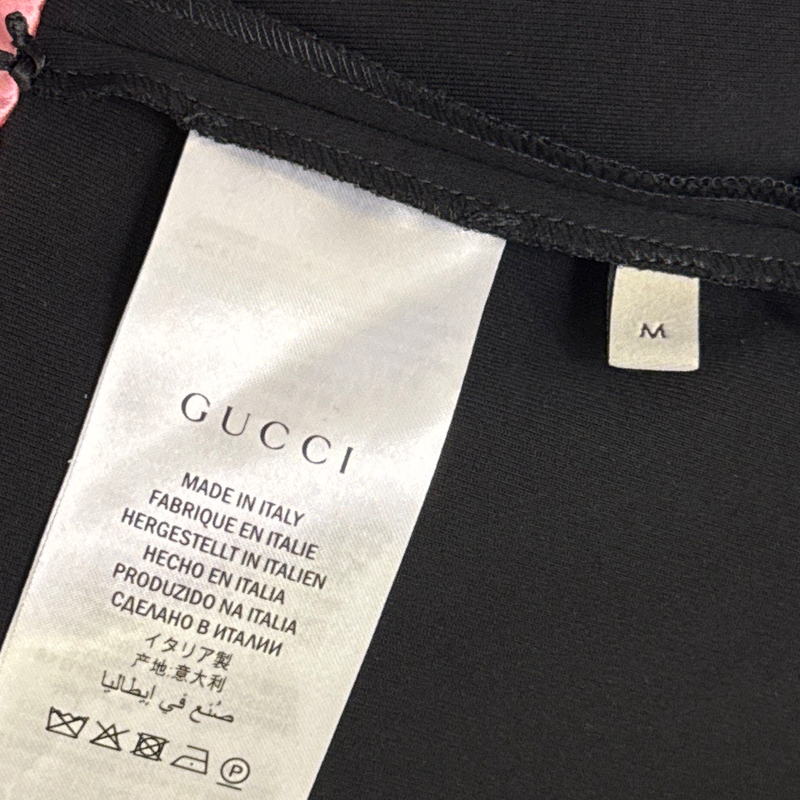 GUCCI
MADE IN ITALY
FABRIQUE EN ITALIE
HERGESTELLT IN ITALIEN
HECHO EN ITALIA
PRODUZIDO NA ITALIA
СДЕЛАНО В ИТАЛИИ
イタリア製
产地:意大利
صُنع في إيطاليا
P
M